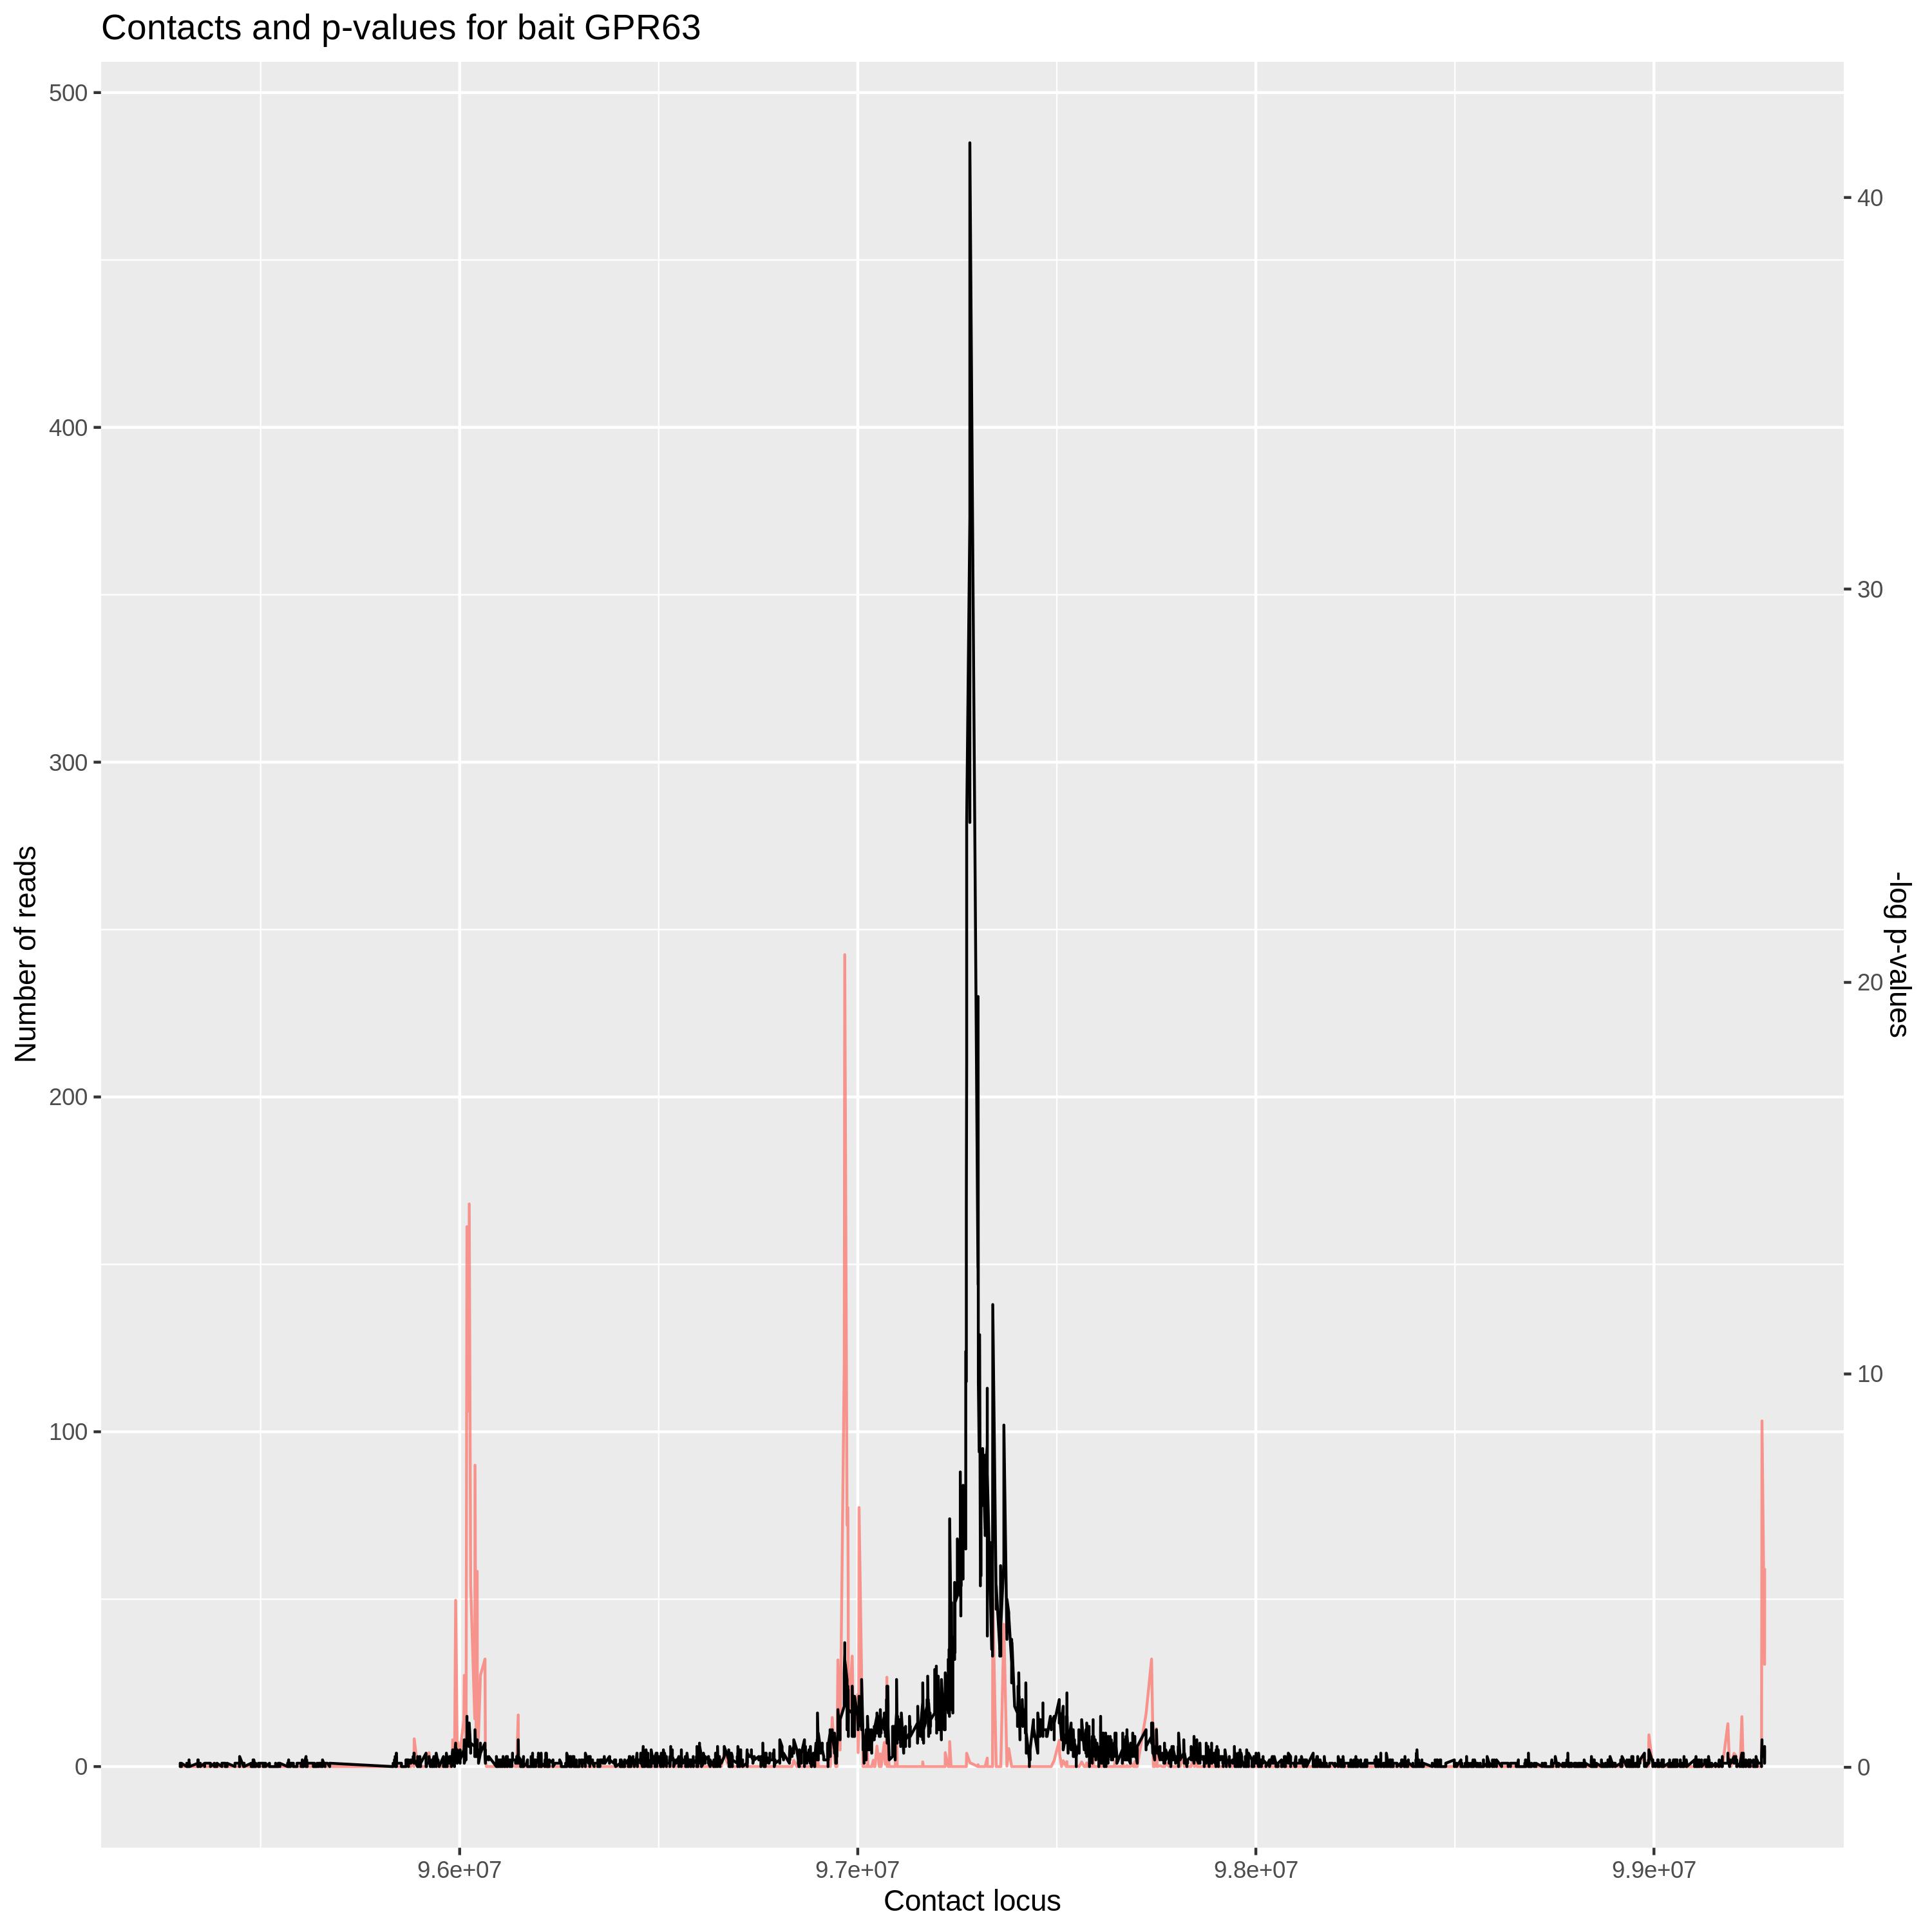 Contacts and p-values for bait GPR63
500
400
300
200
100
0
Number of reads
40
30
20
10
0
-log p-values
9.6e+07
9.7e+07
9.8e+07
9.9e+07
Contact locus